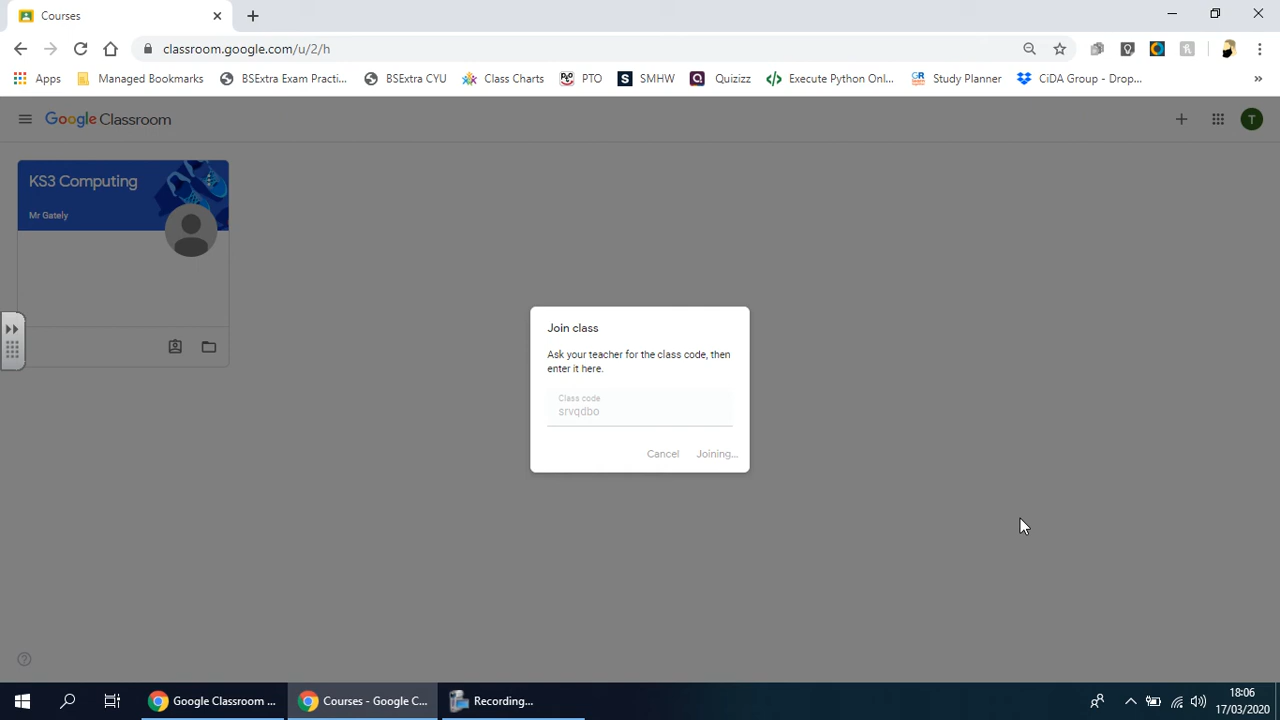 Courses
classroom.google.com/u/2/h
Apps Managed Bookmarks BSExtra Exam Practi... BSExtra CYU Class Charts PTO SMHW Quizizz Execute Python Onl... Study Planner CiDA Group - Drop... »
Google Classroom
T
KS3 Computing
Mr Gately
Join class
Ask your teacher for the class code, then
enter it here.
Class code
srvqdbo
Cancel Joining...
Google Classroom ... Courses - Google C... Recording...
18:06
17/03/2020